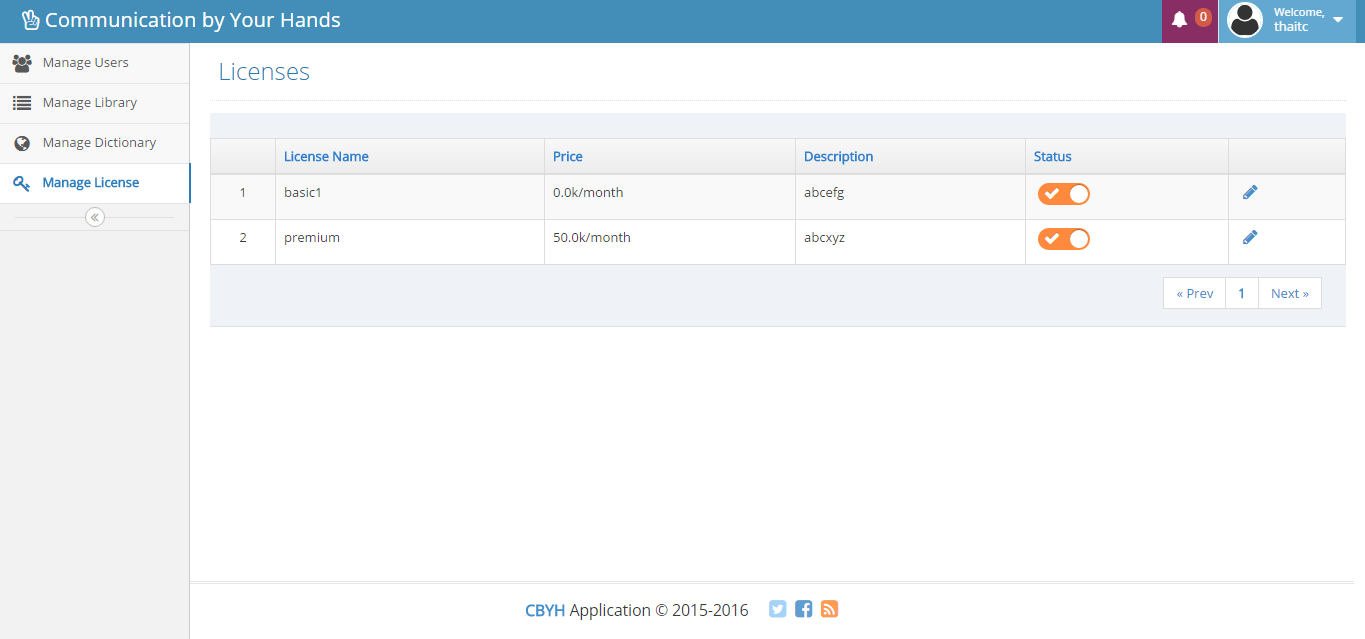 Communication by Your Hands
0
Welcome,
thaitc
Manage Users
Manage Library
Manage Dictionary
Manage License
Licenses
License Name Price Description Status
1 basic1 0.0k/month abcefg
2 premium 50.0k/month abcxyz
« Prev 1 Next »
CBYH Application © 2015-2016